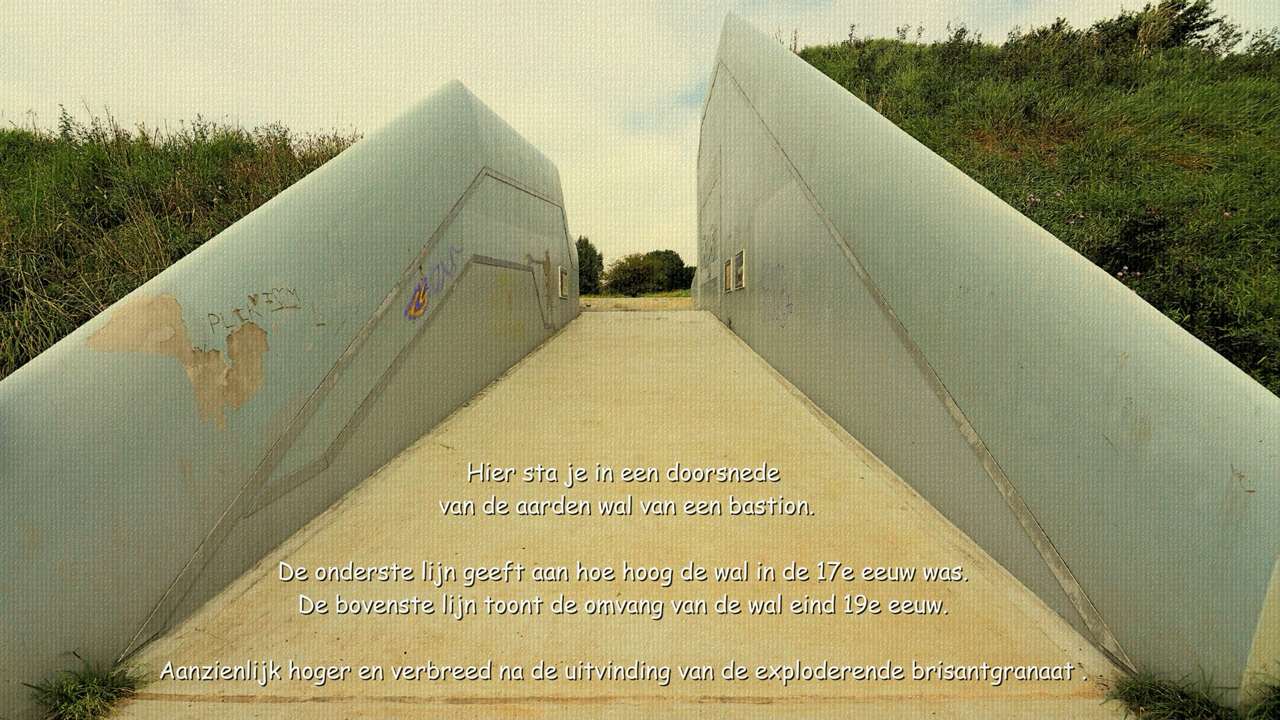 Hier sta je in een doorsnede
van de aarden wal van een bastion.
De onderste lijn geeft aan hoe hoog de wal in de 17e eeuw was.
De bovenste lijn toont de omvang van de wal eind 19e eeuw.
Aanzienlijk hoger en verbreed na de uitvinding van de exploderende brisantgranaat .